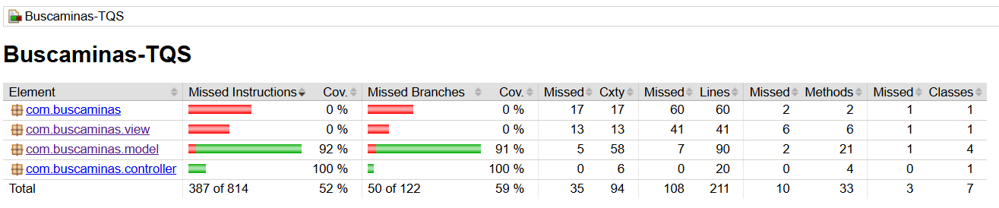 Buscaminas-TQS
Buscaminas-TQS
Element Missed Instructions Cov. Missed Branches Cov. Missed Cxty Missed Lines Missed Methods Missed Classes
com.buscaminas 0 % 0 % 17 17 60 60 2 2 1 1
com.buscaminas.view 0 % 0 % 13 13 41 41 6 6 1 1
com.buscaminas.model 92 % 91 % 5 58 7 90 2 21 1 4
com.buscaminas.controller 100 % 100 % 0 6 0 20 0 4 0 1
Total 387 of 814 52 % 50 of 122 59 % 35 94 108 211 10 33 3 7